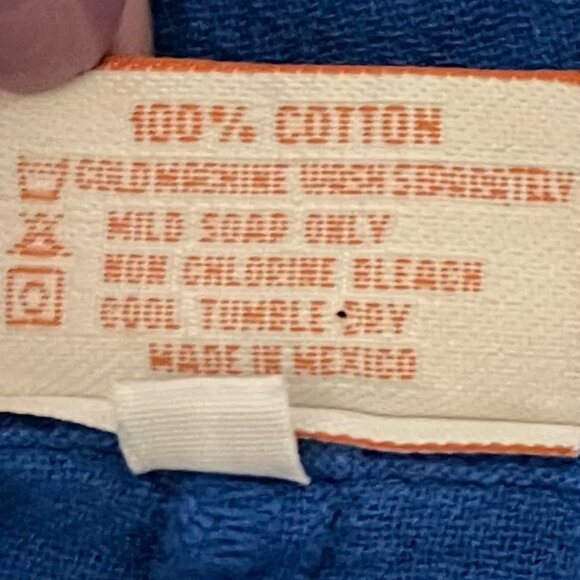 100% COTTON
COLD MACHINE WASH SEPARATELY
MILD SOAP ONLY
NON CHLORINE BLEACH
COOL TUMBLE DRY
MADE IN MEXICO